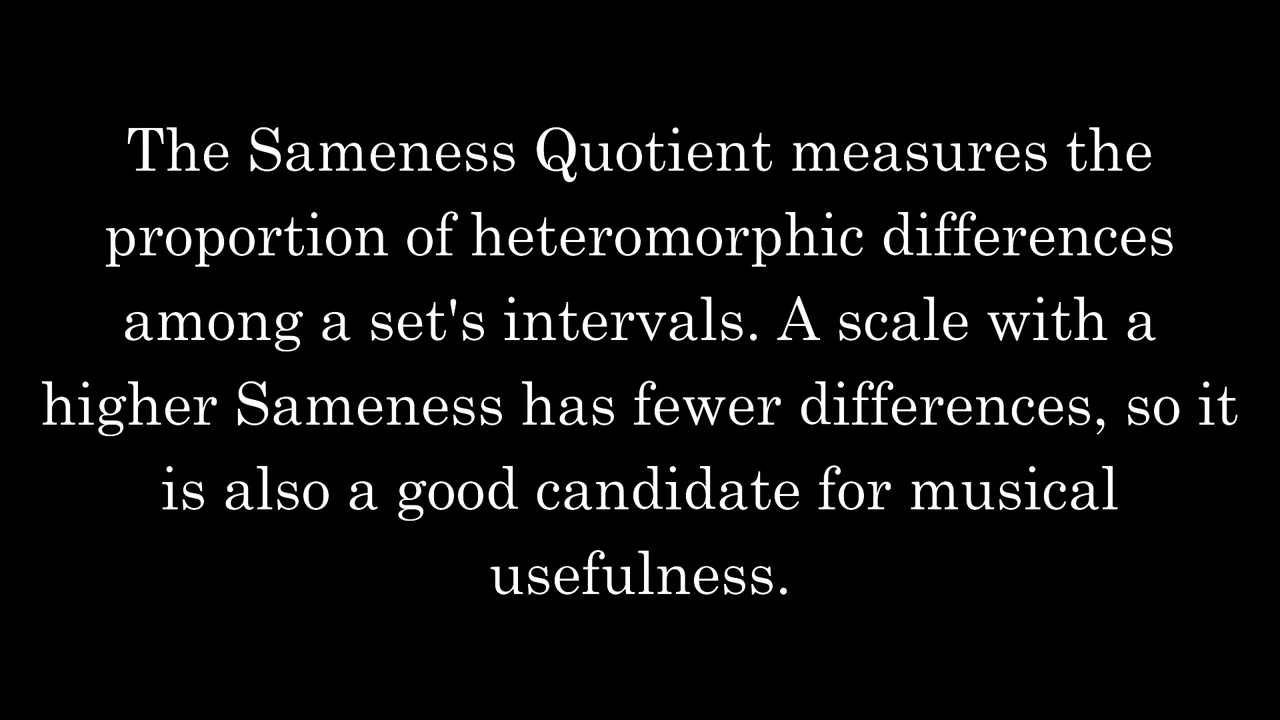 The Sameness Quotient measures the
proportion of heteromorphic differences
among a set's intervals. A scale with a
higher Sameness has fewer differences, so it
is also a good candidate for musical
usefulness.